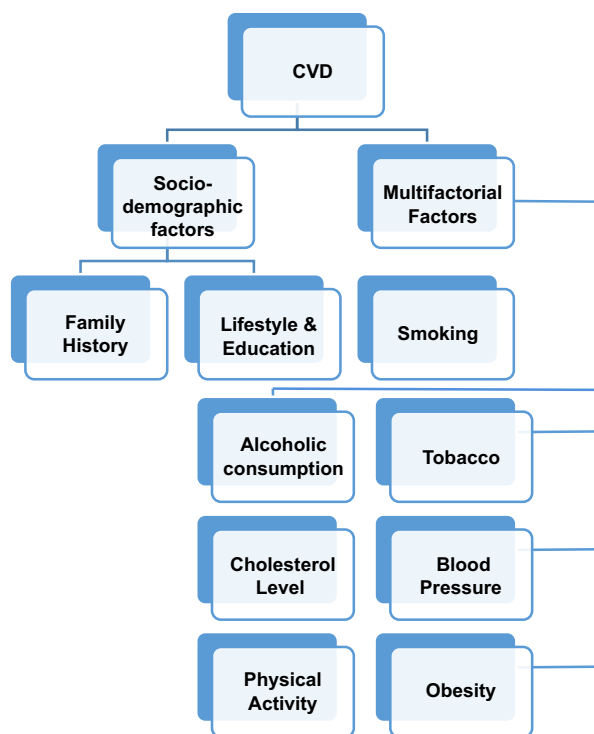 CVD
Socio-
demographic
factors
Multifactorial
Factors
Family
History
Lifestyle &
Education
Smoking
Alcoholic
consumption
Tobacco
Cholesterol
Level
Blood
Pressure
Physical
Activity
Obesity